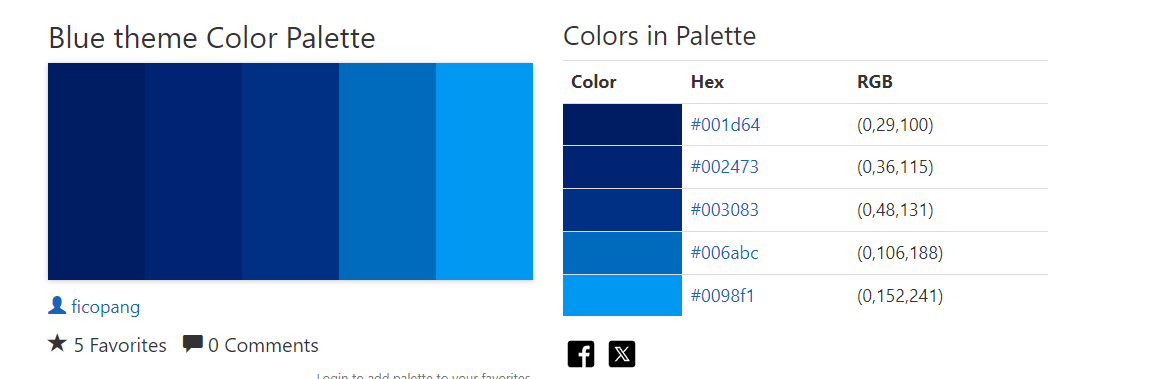 Blue theme Color Palette
ficopang
5 Favorites 0 Comments
Login to add palette to your favorites
Colors in Palette
Color Hex RGB
#001d64 (0,29,100)
#002473 (0,36,115)
#003083 (0,48,131)
#006abc (0,106,188)
#0098f1 (0,152,241)